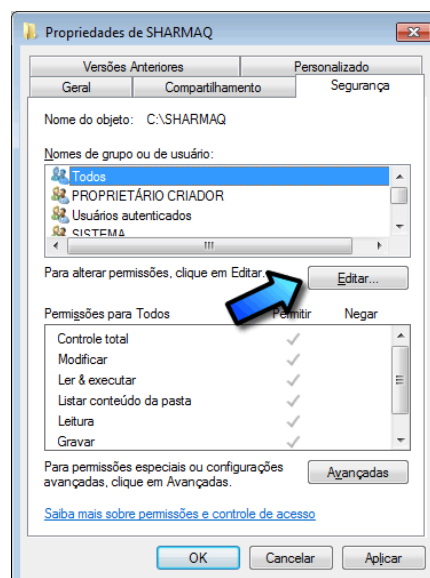 Propriedades de SHARMAQ
Versões Anteriores Personalizado
Geral Compartilhamento Segurança
Nome do objeto: C:\SHARMAQ
Nomes de grupo ou de usuário:
Todos
PROPRIETÁRIO CRIADOR
Usuários autenticados
SISTEMA
Para alterar permissões, clique em Editar. Editar...
Permissões para Todos Permitir Negar
Controle total
Modificar
Ler & executar
Listar conteúdo da pasta
Leitura
Gravar
Para permissões especiais ou configurações
avançadas, clique em Avançadas. Avançadas
Saiba mais sobre permissões e controle de acesso
OK Cancelar Aplicar